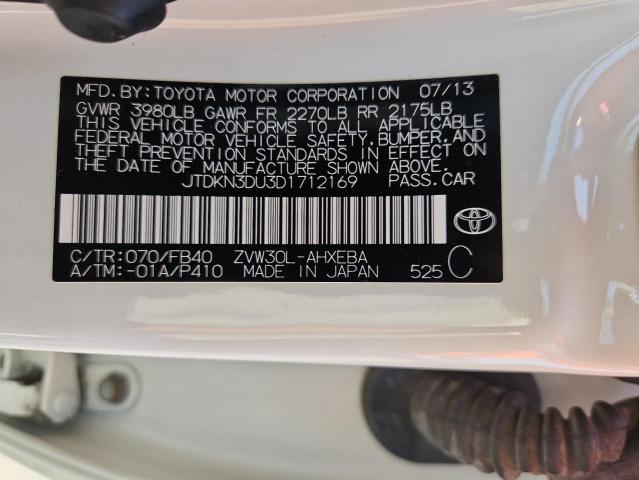 MFD. BY: TOYOTA MOTOR CORPORATION 07/13
GVWR 3980LB GAWR FR 2270LB RR 2175LB
THIS VEHICLE CONFORMS TO ALL APPLICABLE
FEDERAL MOTOR VEHICLE SAFETY, BUMPER, AND
THEFT PREVENTION STANDARDS IN EFFECT ON
THE DATE OF MANUFACTURE SHOWN ABOVE.
JTDKN3DU3D1712169 PASS. CAR
C/TR: 070/FB40 ZVW30L-AHXEBA
A/TM: -01A/P410 MADE IN JAPAN 525 C